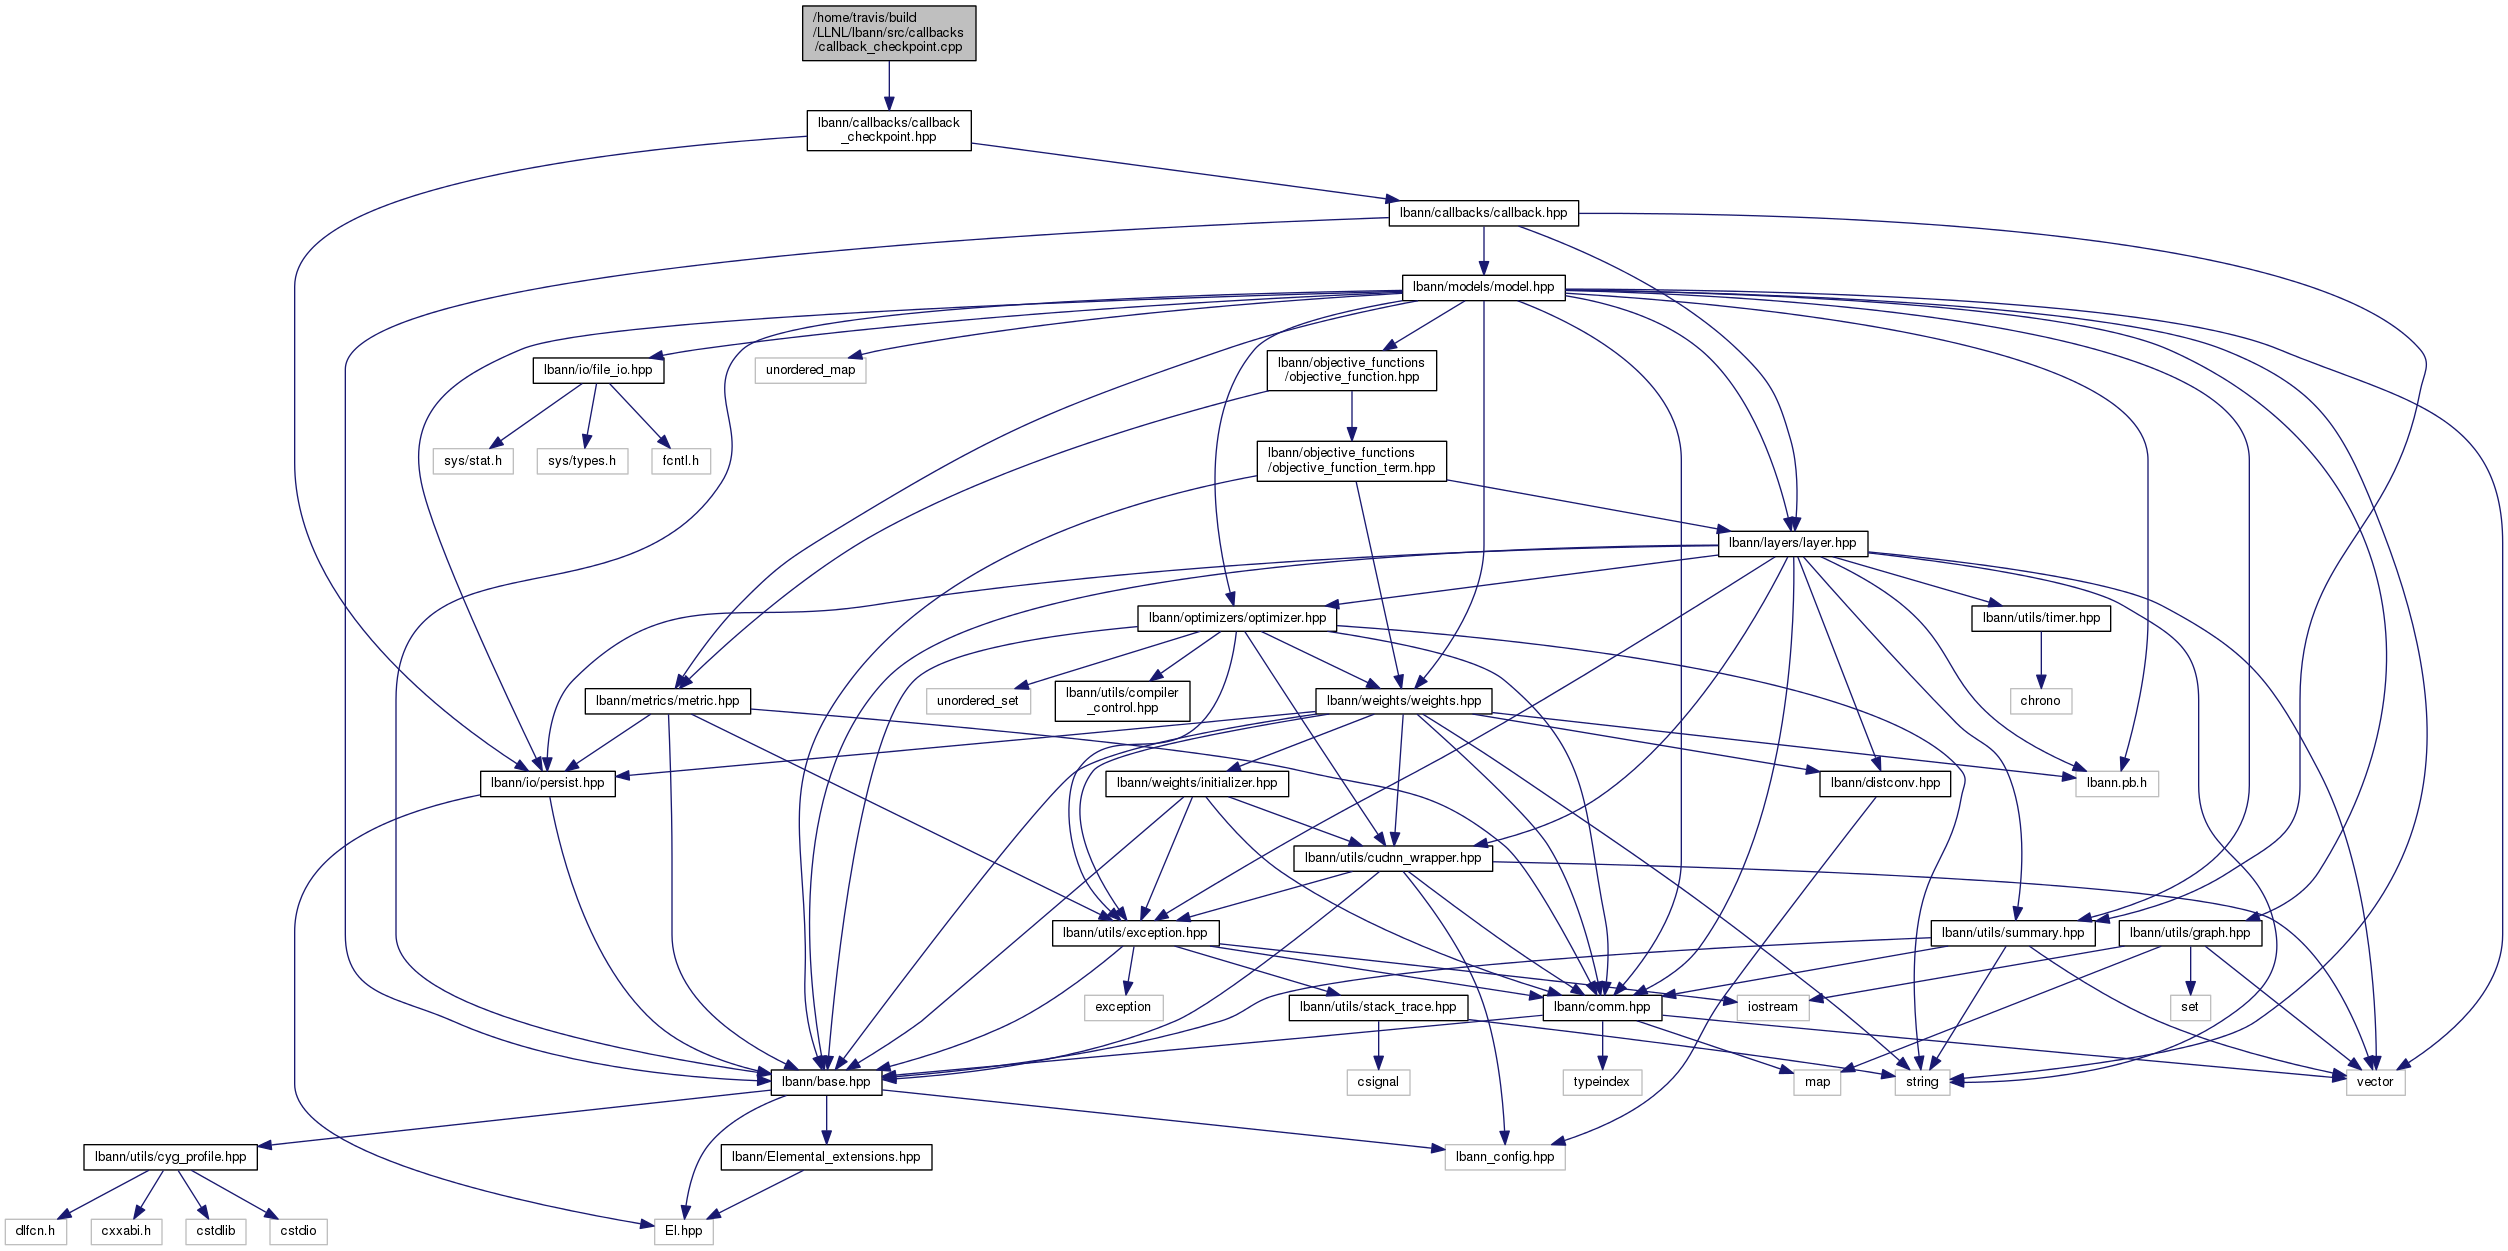 /home/travis/build
/LLNL/lbann/src/callbacks
/callback_checkpoint.cpp
lbann/callbacks/callback
_checkpoint.hpp
lbann/callbacks/callback.hpp
lbann/models/model.hpp
lbann/io/file_io.hpp
unordered_map
lbann/objective_functions
/objective_function.hpp
sys/stat.h
sys/types.h
fcntl.h
lbann/objective_functions
/objective_function_term.hpp
lbann/layers/layer.hpp
lbann/optimizers/optimizer.hpp
lbann/utils/timer.hpp
lbann/metrics/metric.hpp
unordered_set
lbann/utils/compiler
_control.hpp
lbann/weights/weights.hpp
chrono
lbann/io/persist.hpp
lbann/weights/initializer.hpp
lbann/distconv.hpp
lbann.pb.h
lbann/utils/cudnn_wrapper.hpp
lbann/utils/exception.hpp
lbann/utils/summary.hpp
lbann/utils/graph.hpp
exception
lbann/utils/stack_trace.hpp
lbann/comm.hpp
iostream
set
lbann/base.hpp
csignal
typeindex
map
string
vector
lbann/utils/cyg_profile.hpp
lbann/Elemental_extensions.hpp
lbann_config.hpp
dlfcn.h
cxxabi.h
cstdlib
cstdio
El.hpp